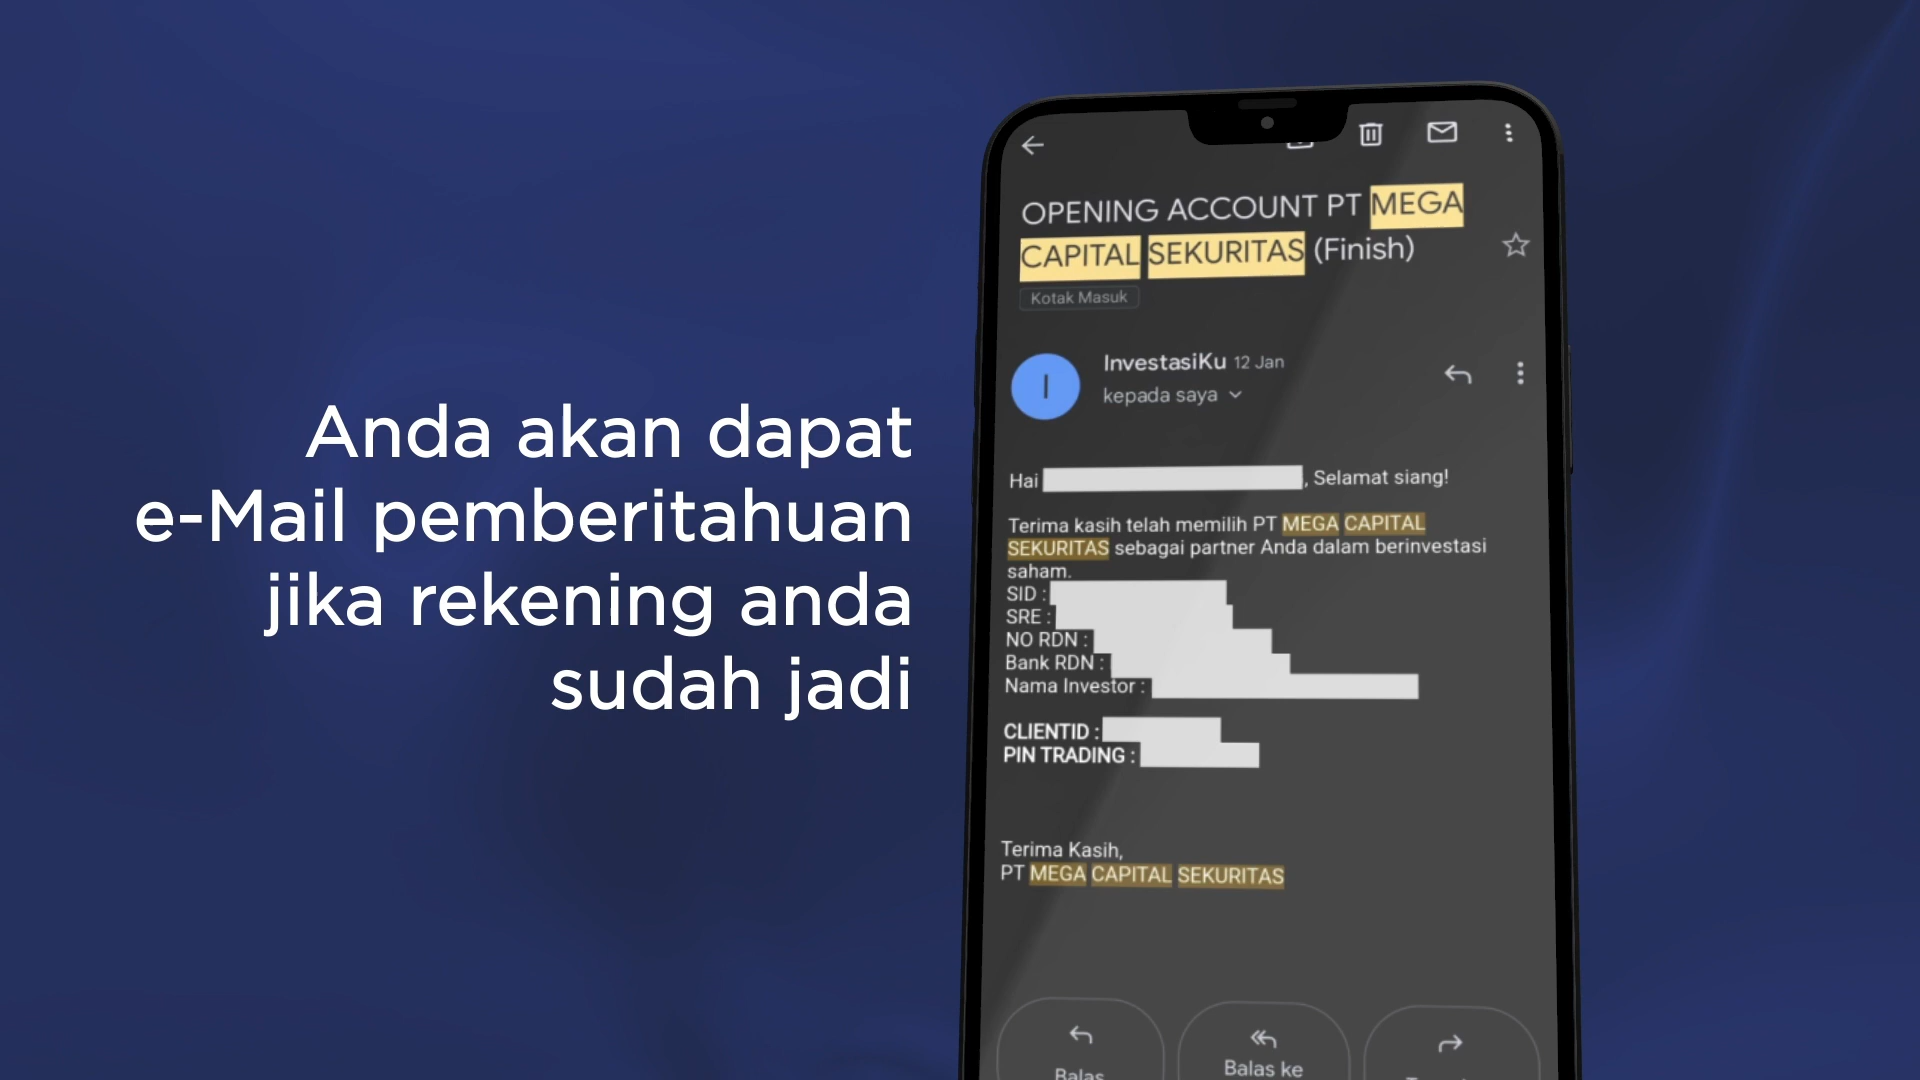 Anda akan dapat
e-Mail pemberitahuan
jika rekening anda
sudah jadi
OPENING ACCOUNT PT MEGA
CAPITAL SEKURITAS (Finish)
Kotak Masuk
I
InvestasiKu 12 Jan
kepada saya
Hai , Selamat siang!
Terima kasih telah memilih PT MEGA CAPITAL
SEKURITAS sebagai partner Anda dalam berinvestasi
saham.
SID :
SRE :
NO RDN :
Bank RDN :
Nama Investor :
CLIENTID :
PIN TRADING :
Terima Kasih,
PT MEGA CAPITAL SEKURITAS
Balas
Balas ke